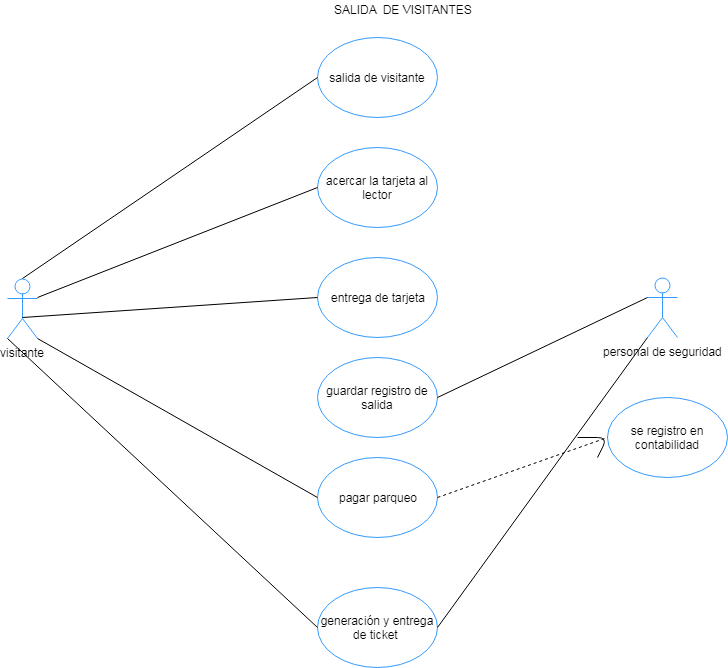 SALIDA DE VISITANTES
salida de visitante
acercar la tarjeta al
lector
entrega de tarjeta
visitante
personal de seguridad
guardar registro de
salida
se registro en
contabilidad
pagar parqueo
generación y entrega
de ticket